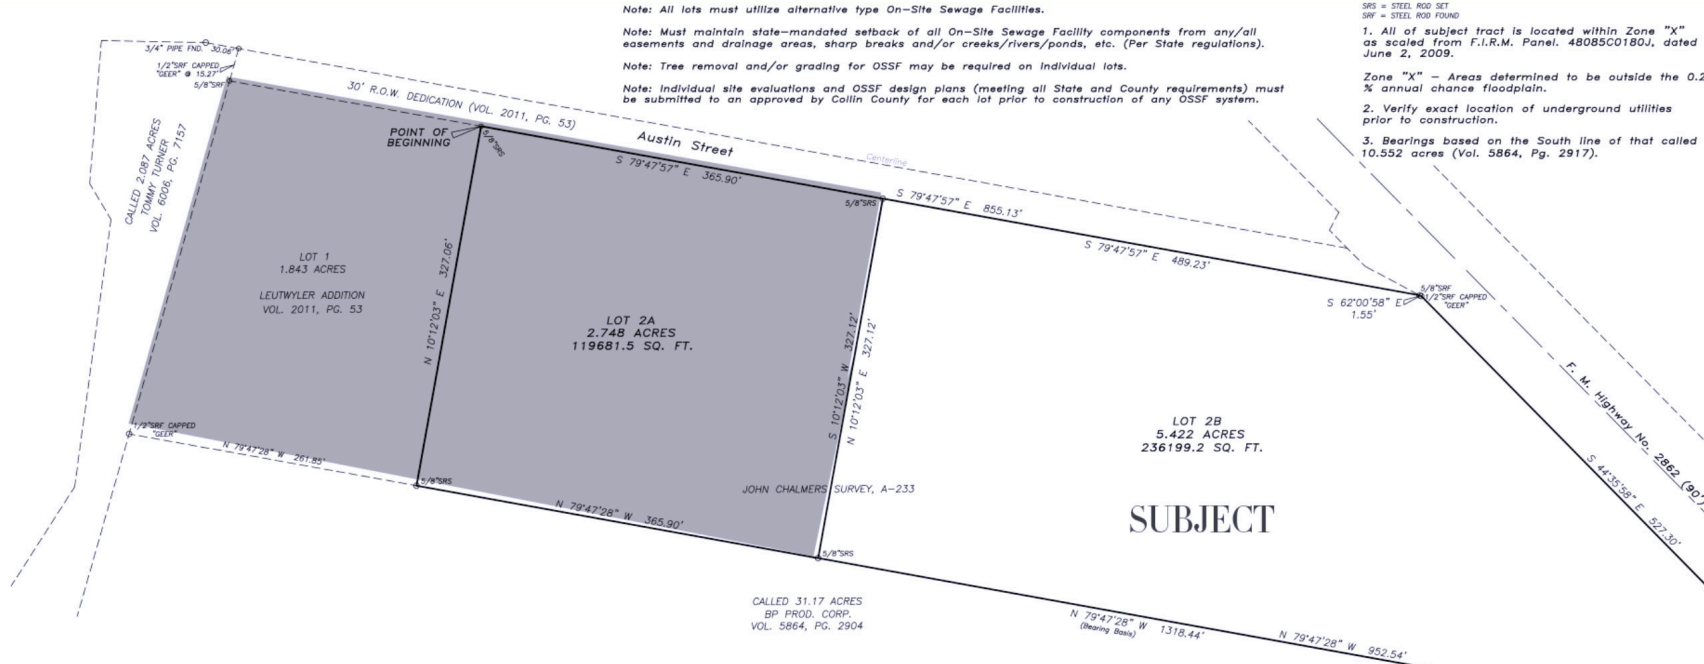 Note: All lots must utilize alternative type On-Site Sewage Facilities.
Note: Must maintain state-mandated setback of all On-Site Sewage Facility components from any/all
easements and drainage areas, sharp breaks and/or creeks/rivers/ponds, etc. (Per State regulations).
Note: Tree removal and/or grading for OSSF may be required on individual lots.
Note: Individual site evaluations and OSSF design plans (meeting all State and County requirements) must
be submitted to an approved by Collin County for each lot prior to construction of any OSSF system.
SRS = STEEL ROD SET
SRF = STEEL ROD FOUND
1. All of subject tract is located within Zone "X"
as scaled from F.I.R.M. Panel. 48085C0180J, dated
June 2, 2009.
Zone "X" - Areas determined to be outside the 0.2
% annual chance floodplain.
2. Verify exact location of underground utilities
prior to construction.
3. Bearings based on the South line of that called
10.552 acres (Vol. 5864, Pg. 2917).
3/4" PIPE FND. 30.06'
1/2"SRF CAPPED
"GEER" @ 15.27'
5/8"SRF
30' R.O.W. DEDICATION (VOL. 2011, PG. 53)
POINT OF
BEGINNING
5/8"SRS
Austin Street
Centerline
S 79°47'57" E 365.90'
5/8"SRS
S 79°47'57" E 855.13'
S 79°47'57" E 489.23'
CALLED 2.087 ACRES
TOMMY TURNER
VOL. 6006, PG. 7157
LOT 1
1.843 ACRES
LEUTWYLER ADDITION
VOL. 2011, PG. 53
N 10°12'03" E 327.06'
LOT 2A
2.748 ACRES
119681.5 SQ. FT.
S 10°12'03" W 327.12'
N 10°12'03" E 327.12'
5/8"SRF
1/2"SRF CAPPED
"GEER"
S 62°00'58" E
1.55'
F. M. Highway No. 2862 (90')
S 44°35'58" E 527.30'
LOT 2B
5.422 ACRES
236199.2 SQ. FT.
SUBJECT
1/2"SRF CAPPED
"GEER"
N 79°47'28" W 261.85'
5/8"SRS
N 79°47'28" W 365.90'
JOHN CHALMERS SURVEY, A-233
5/8"SRS
CALLED 31.17 ACRES
BP PROD. CORP.
VOL. 5864, PG. 2904
N 79°47'28" W 1318.44'
(Bearing Basis)
N 79°47'28" W 952.54'